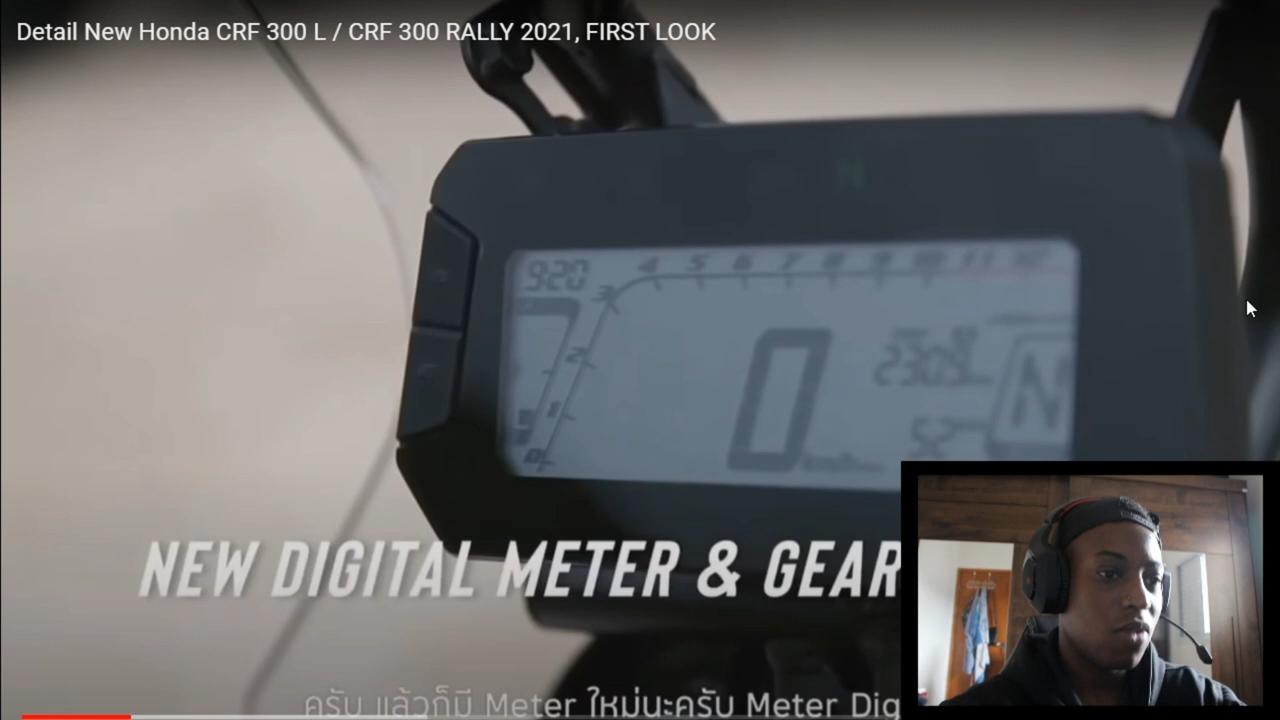 Detail New Honda CRF 300 L / CRF 300 RALLY 2021, FIRST LOOK
920
4 5 6 7 8 9 10 11 12
3
2
1
0
0
N
NEW DIGITAL METER & GEAR
ครับ แล้วก็มี Meter ใหม่นะครับ Meter Dig